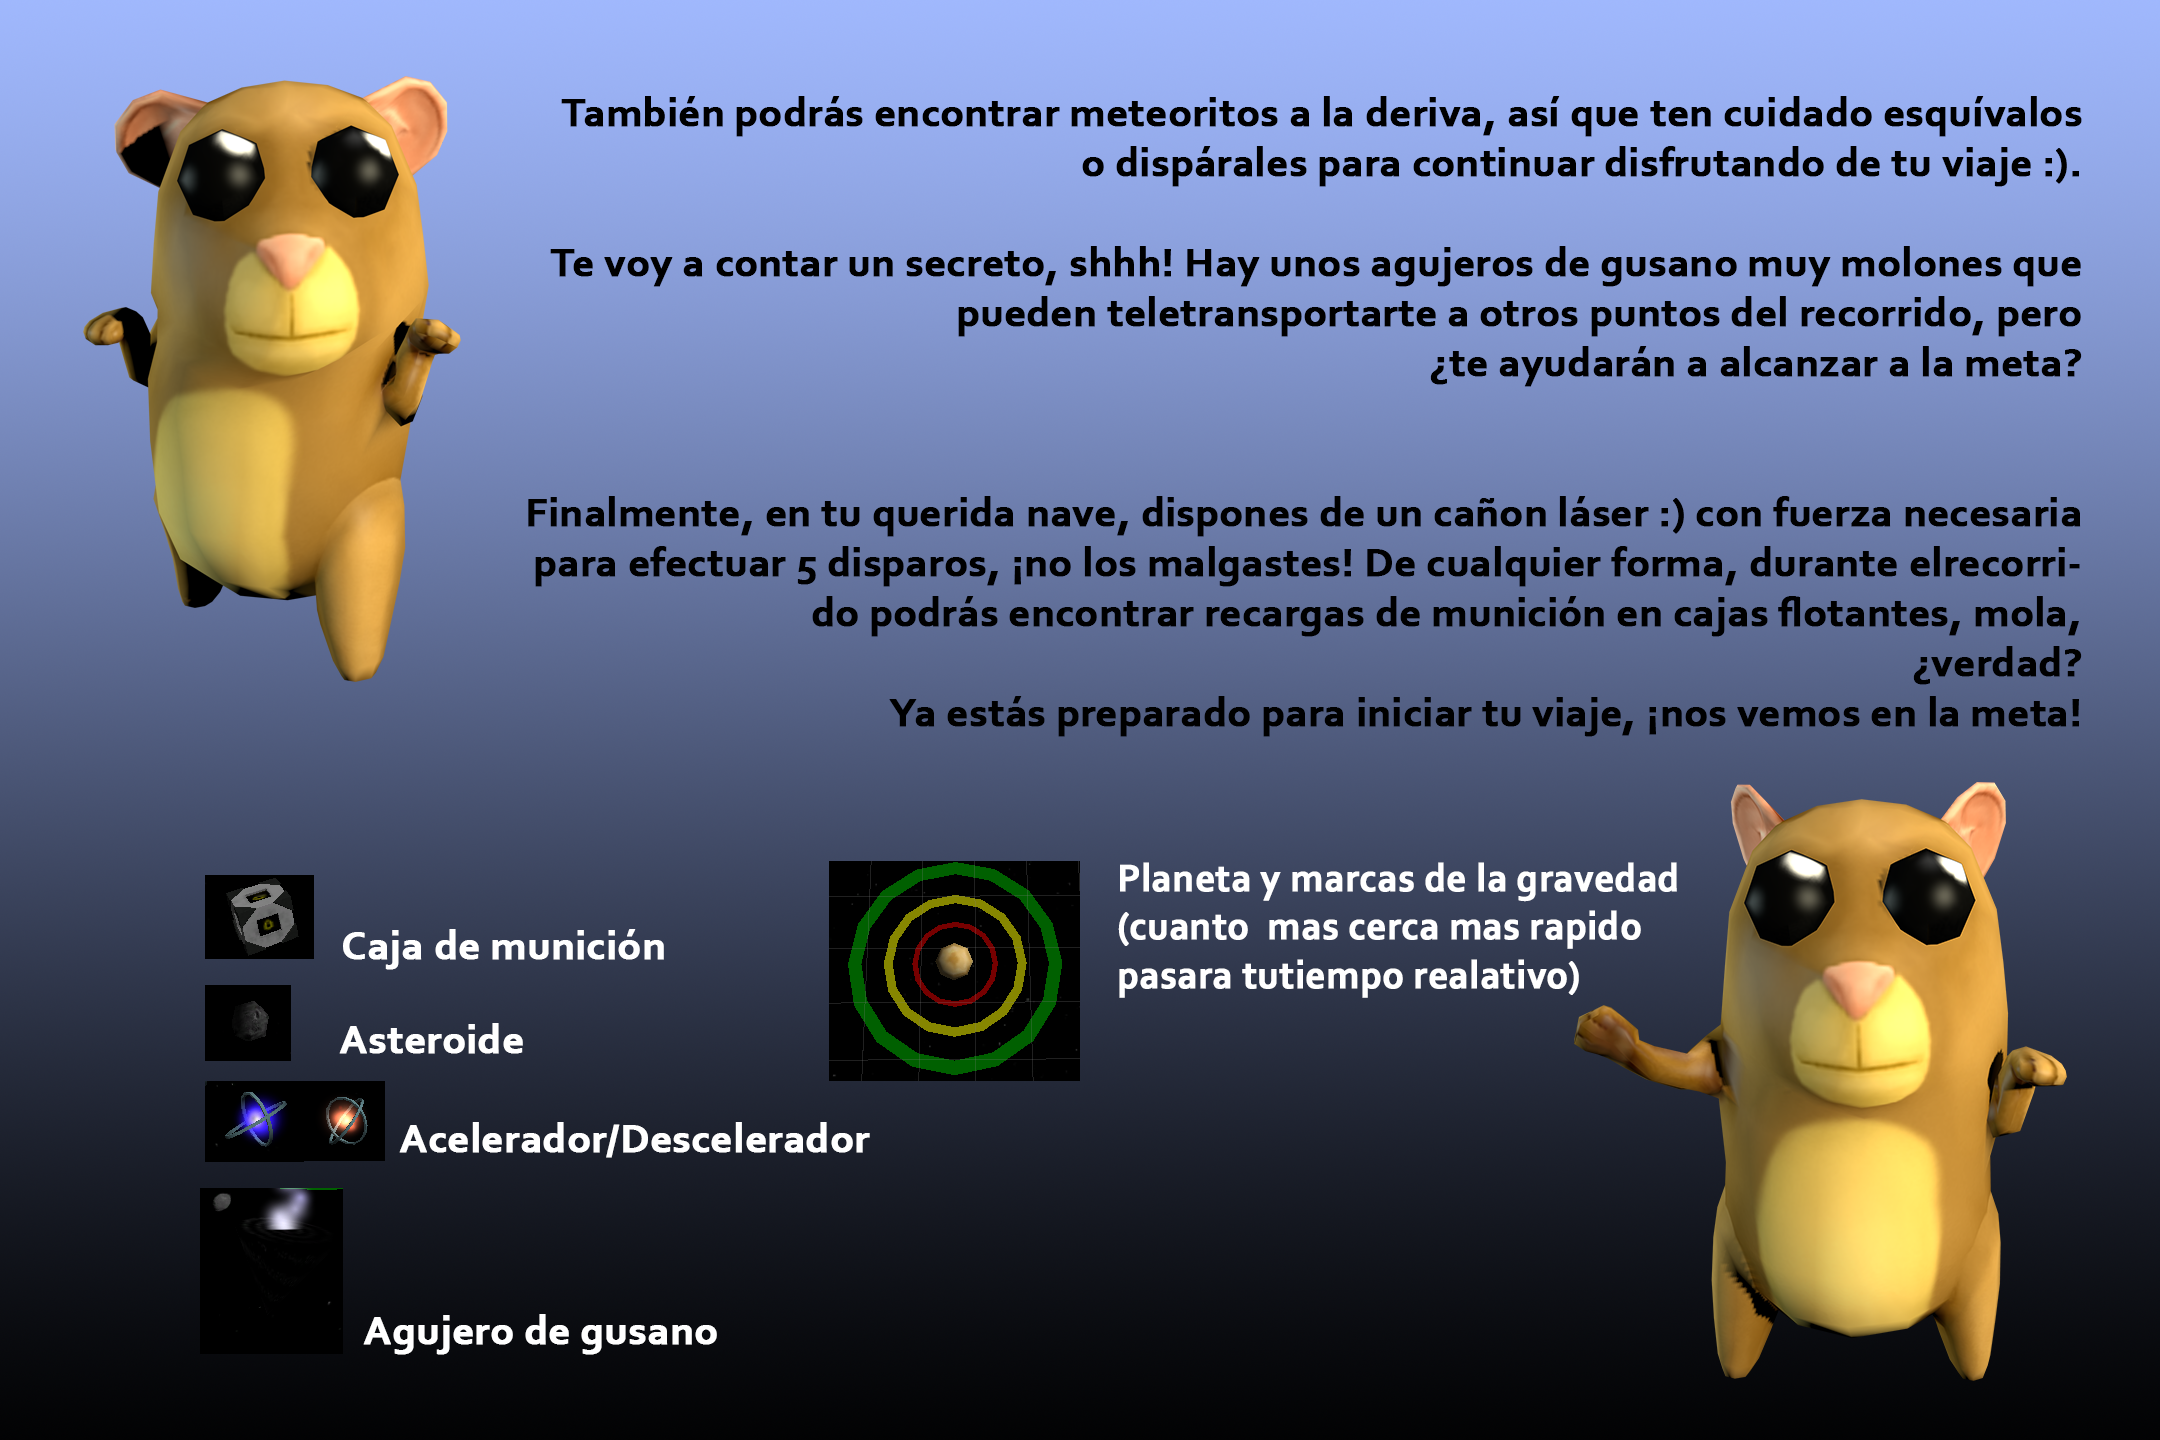 También podrás encontrar meteoritos a la deriva, así que ten cuidado esquívalos
o dispárales para continuar disfrutando de tu viaje :).
Te voy a contar un secreto, shhh! Hay unos agujeros de gusano muy molones que
pueden teletransportarte a otros puntos del recorrido, pero
¿te ayudarán a alcanzar a la meta?
Finalmente, en tu querida nave, dispones de un cañon láser :) con fuerza necesaria
para efectuar 5 disparos, ¡no los malgastes! De cualquier forma, durante elrecorri-
do podrás encontrar recargas de munición en cajas flotantes, mola,
¿verdad?
Ya estás preparado para iniciar tu viaje, ¡nos vemos en la meta!
Caja de munición
Asteroide
Acelerador/Descelerador
Agujero de gusano
Planeta y marcas de la gravedad
(cuanto  mas cerca mas rapido
pasara tutiempo realativo)